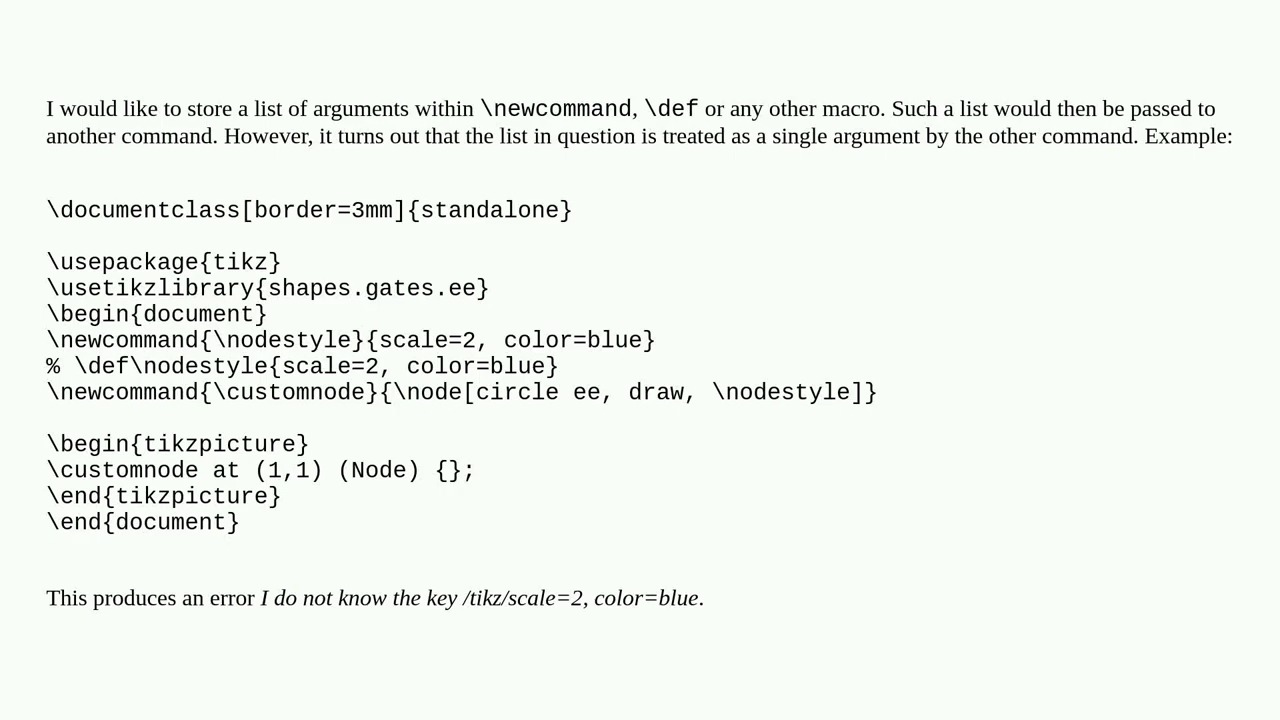 I would like to store a list of arguments within \newcommand, \def or any other macro. Such a list would then be passed to
another command. However, it turns out that the list in question is treated as a single argument by the other command. Example:
\documentclass[border=3mm]{standalone}
\usepackage{tikz}
\usetikzlibrary{shapes.gates.ee}
\begin{document}
\newcommand{\nodestyle}{scale=2, color=blue}
% \def\nodestyle{scale=2, color=blue}
\newcommand{\customnode}{\node[circle ee, draw, \nodestyle]}
\begin{tikzpicture}
\customnode at (1,1) (Node) {};
\end{tikzpicture}
\end{document}
This produces an error I do not know the key /tikz/scale=2, color=blue.